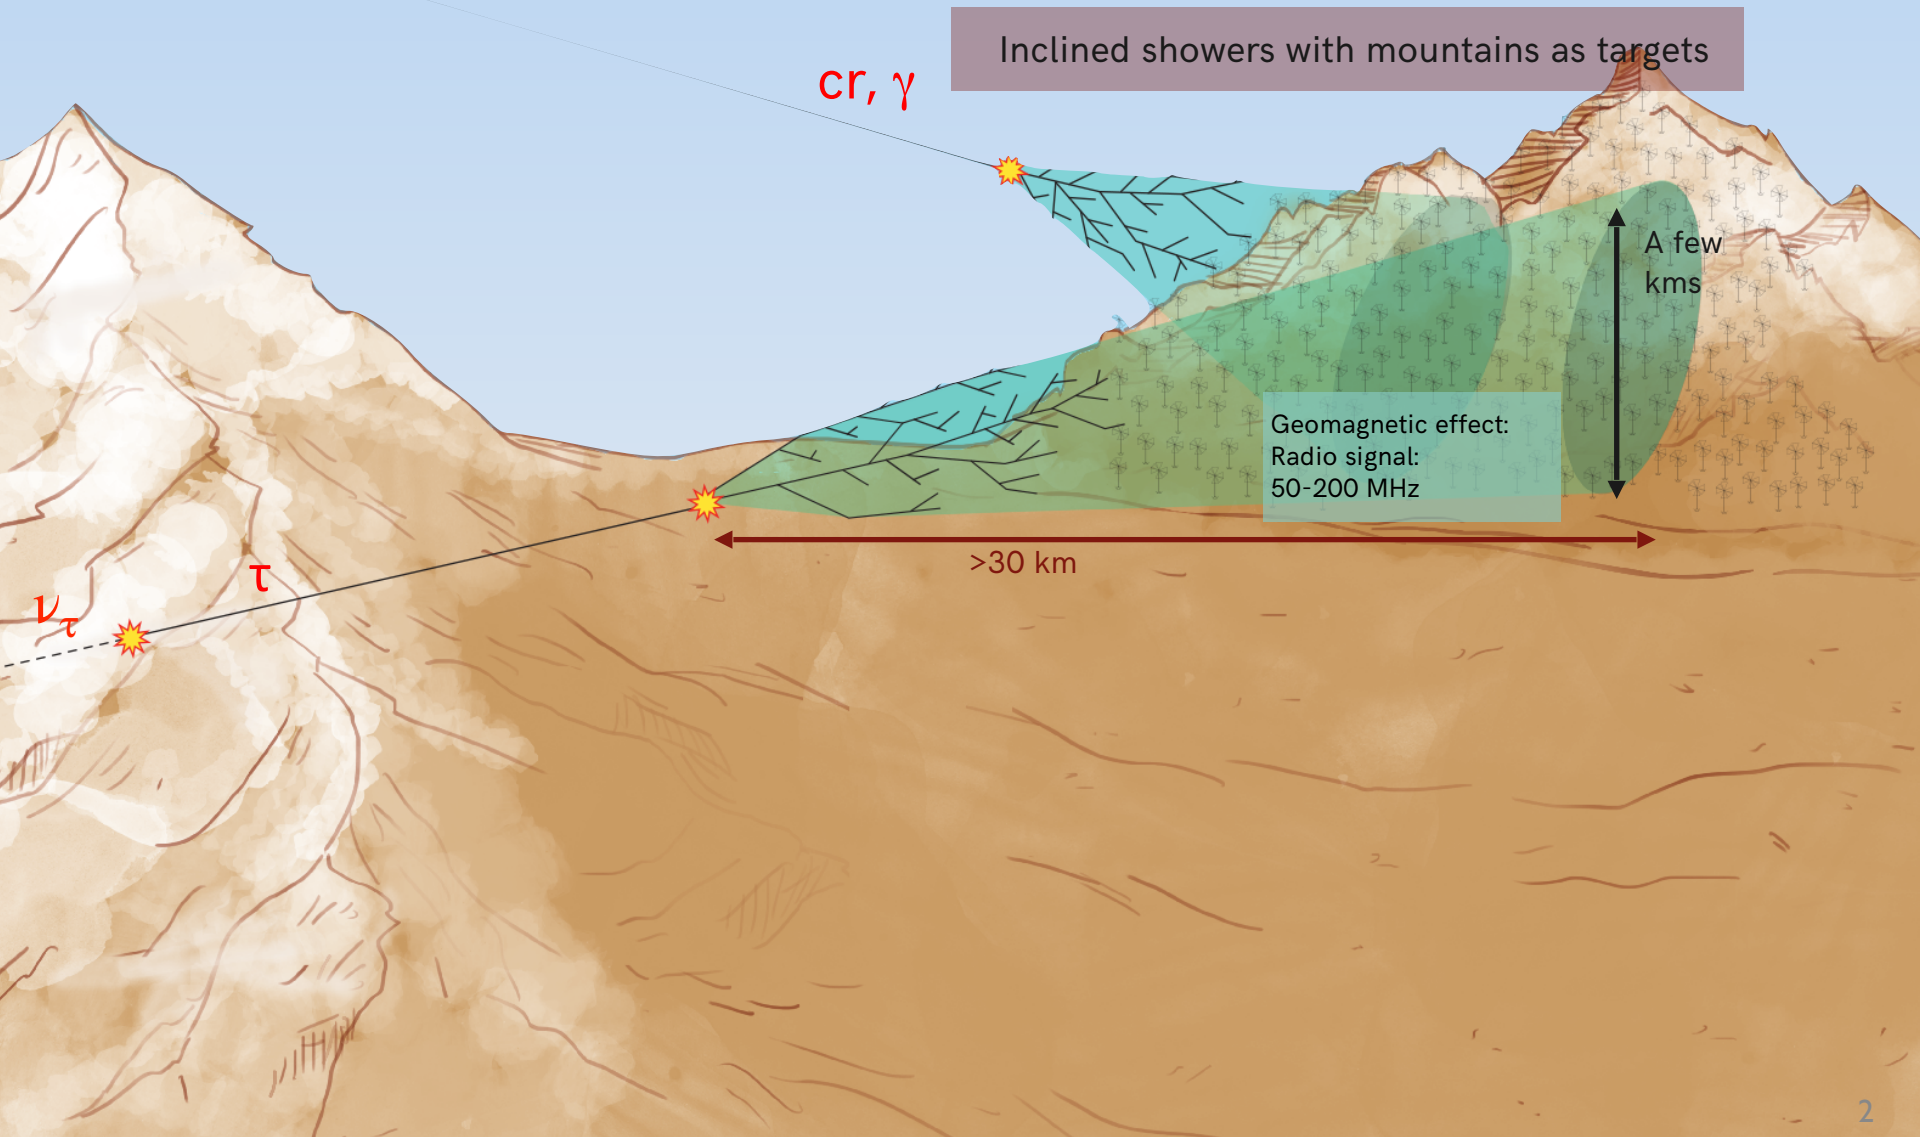 Inclined showers with mountains as targets
cr, γ
A few
kms
Geomagnetic effect:
Radio signal:
50-200 MHz
>30 km
τ
ντ
2